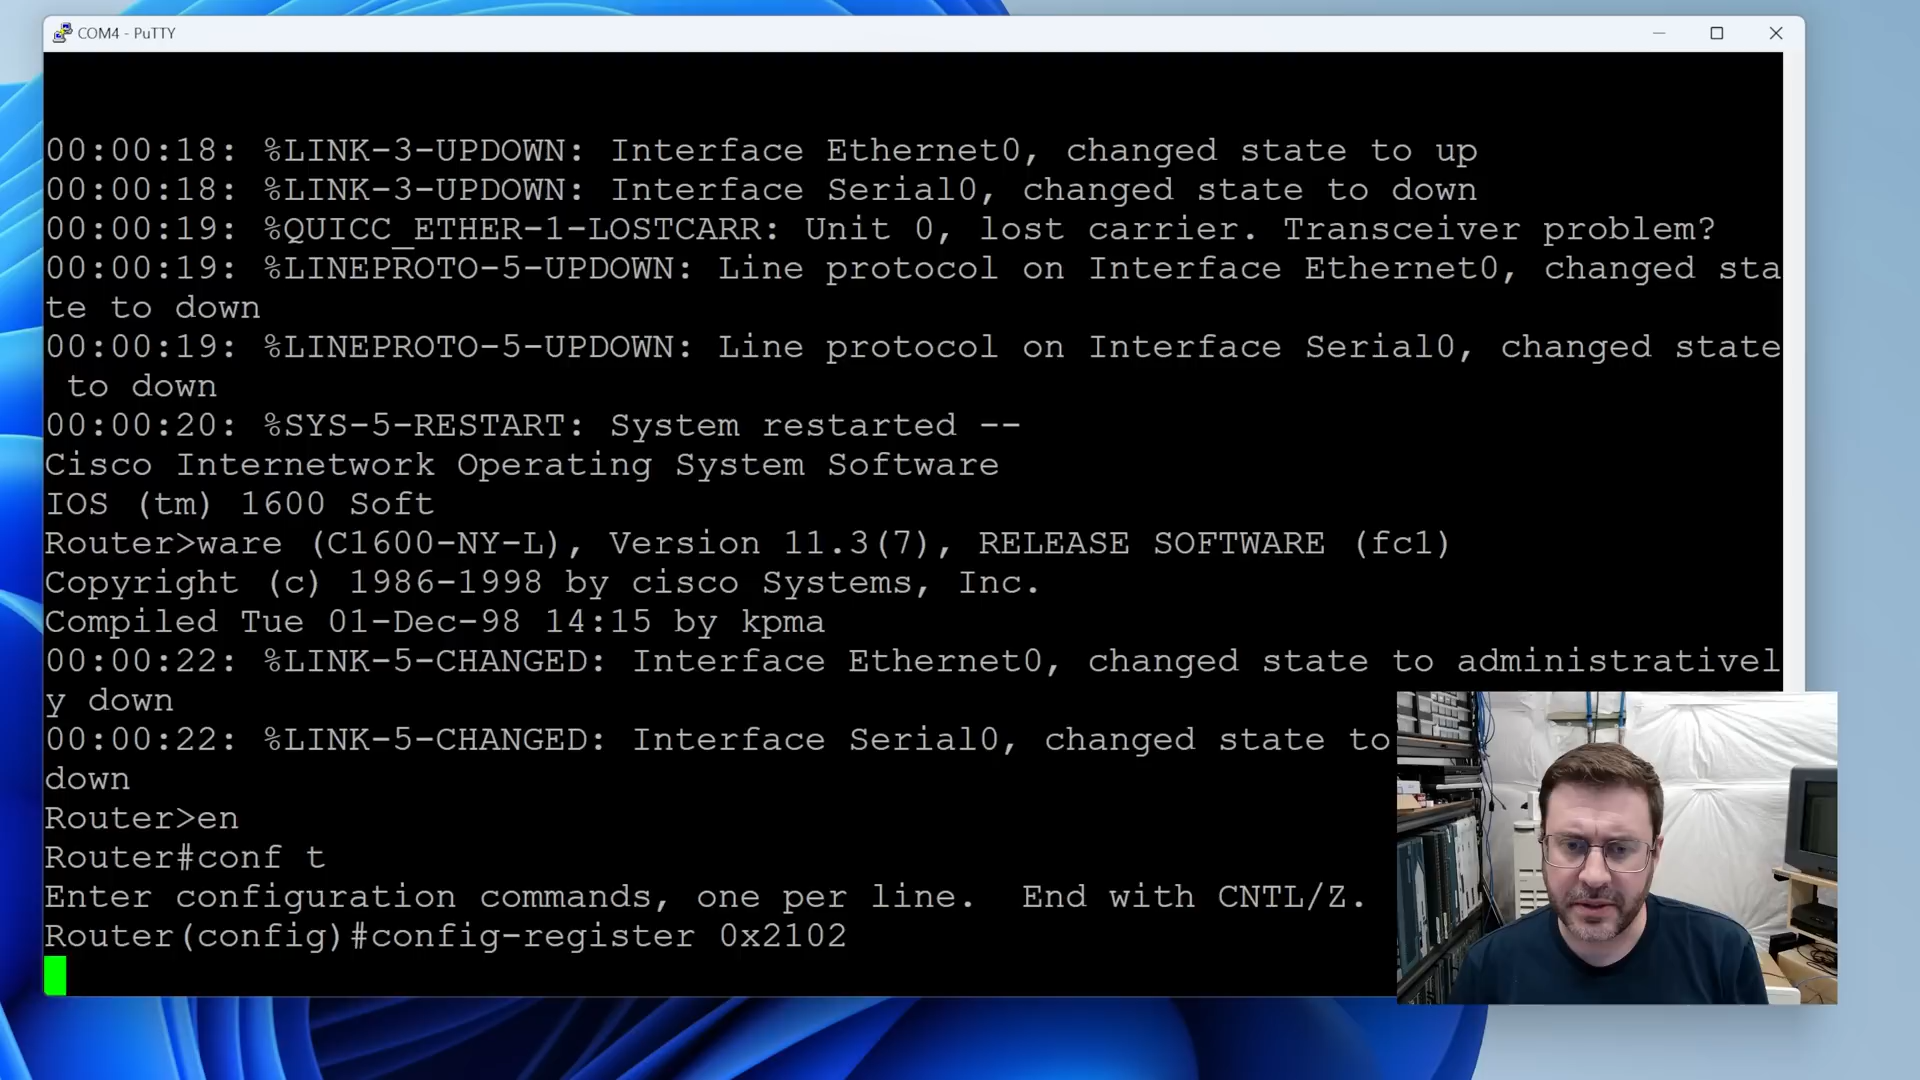 COM4 - PuTTY
00:00:18: %LINK-3-UPDOWN: Interface Ethernet0, changed state to up
00:00:18: %LINK-3-UPDOWN: Interface Serial0, changed state to down
00:00:19: %QUICC_ETHER-1-LOSTCARR: Unit 0, lost carrier. Transceiver problem?
00:00:19: %LINEPROTO-5-UPDOWN: Line protocol on Interface Ethernet0, changed sta
te to down
00:00:19: %LINEPROTO-5-UPDOWN: Line protocol on Interface Serial0, changed state
 to down
00:00:20: %SYS-5-RESTART: System restarted --
Cisco Internetwork Operating System Software
IOS (tm) 1600 Soft
Router>ware (C1600-NY-L), Version 11.3(7), RELEASE SOFTWARE (fc1)
Copyright (c) 1986-1998 by cisco Systems, Inc.
Compiled Tue 01-Dec-98 14:15 by kpma
00:00:22: %LINK-5-CHANGED: Interface Ethernet0, changed state to administrativel
y down
00:00:22: %LINK-5-CHANGED: Interface Serial0, changed state to
down
Router>en
Router#conf t
Enter configuration commands, one per line.  End with CNTL/Z.
Router(config)#config-register 0x2102